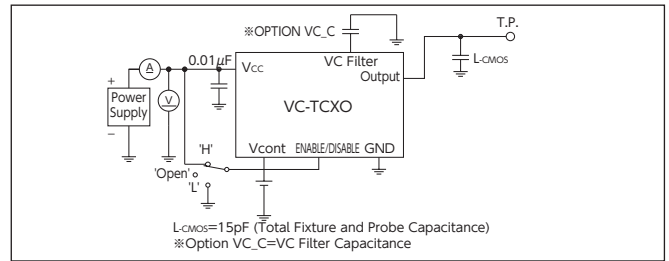 ※OPTION VC_C
T.P.
A
0.01μF
VCC
VC Filter
Output
L-CMOS
+
Power
Supply
−
V
VC-TCXO
'H'
Vcont
ENABLE/DISABLE
GND
'Open'
'L'
L-CMOS=15pF (Total Fixture and Probe Capacitance)
※Option VC_C=VC Filter Capacitance